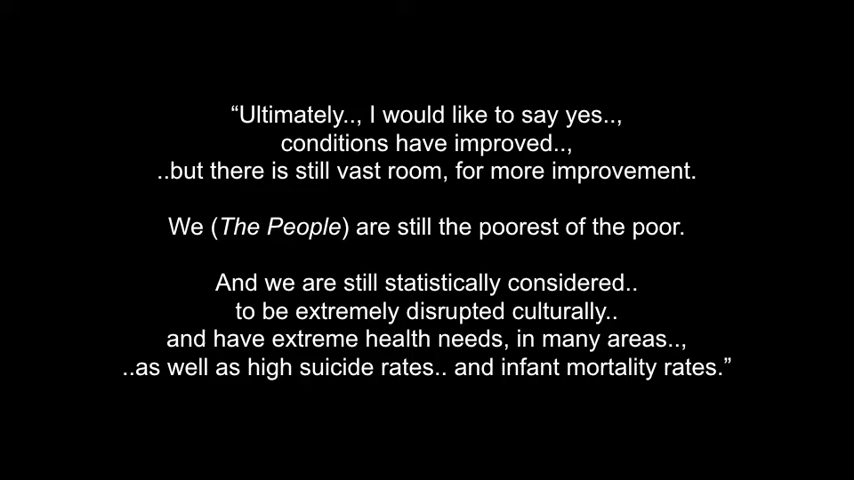 “Ultimately.., I would like to say yes..,
conditions have improved..,
..but there is still vast room, for more improvement.
We (The People) are still the poorest of the poor.
And we are still statistically considered..
to be extremely disrupted culturally..
and have extreme health needs, in many areas..,
..as well as high suicide rates.. and infant mortality rates.”